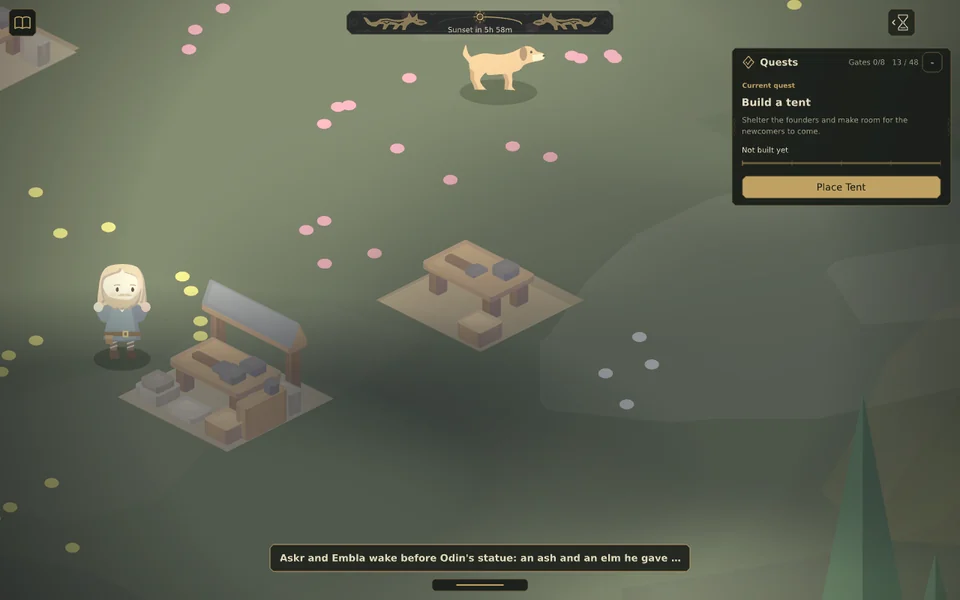 Sunset in 5h 58m
Quests
Gates 0/8 13 / 48
-
Current quest
Build a tent
Shelter the founders and make room for the
newcomers to come.
Not built yet
Place Tent
Askr and Embla wake before Odin's statue: an ash and an elm he gave ...